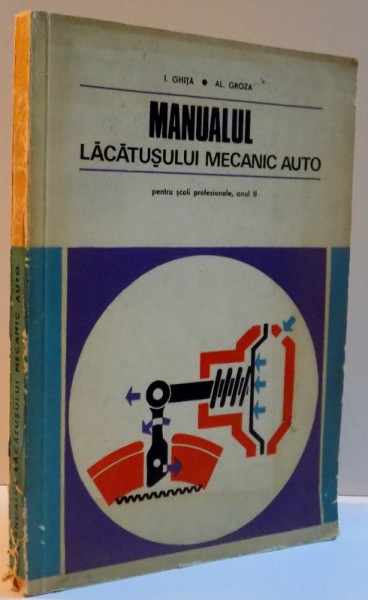 I. GHIȚĂ • AL. GROZA
MANUALUL
LĂCĂTUȘULUI MECANIC AUTO
pentru școli profesionale, anul II
MANUALUL LĂCĂTUȘULUI MECANIC AUTO